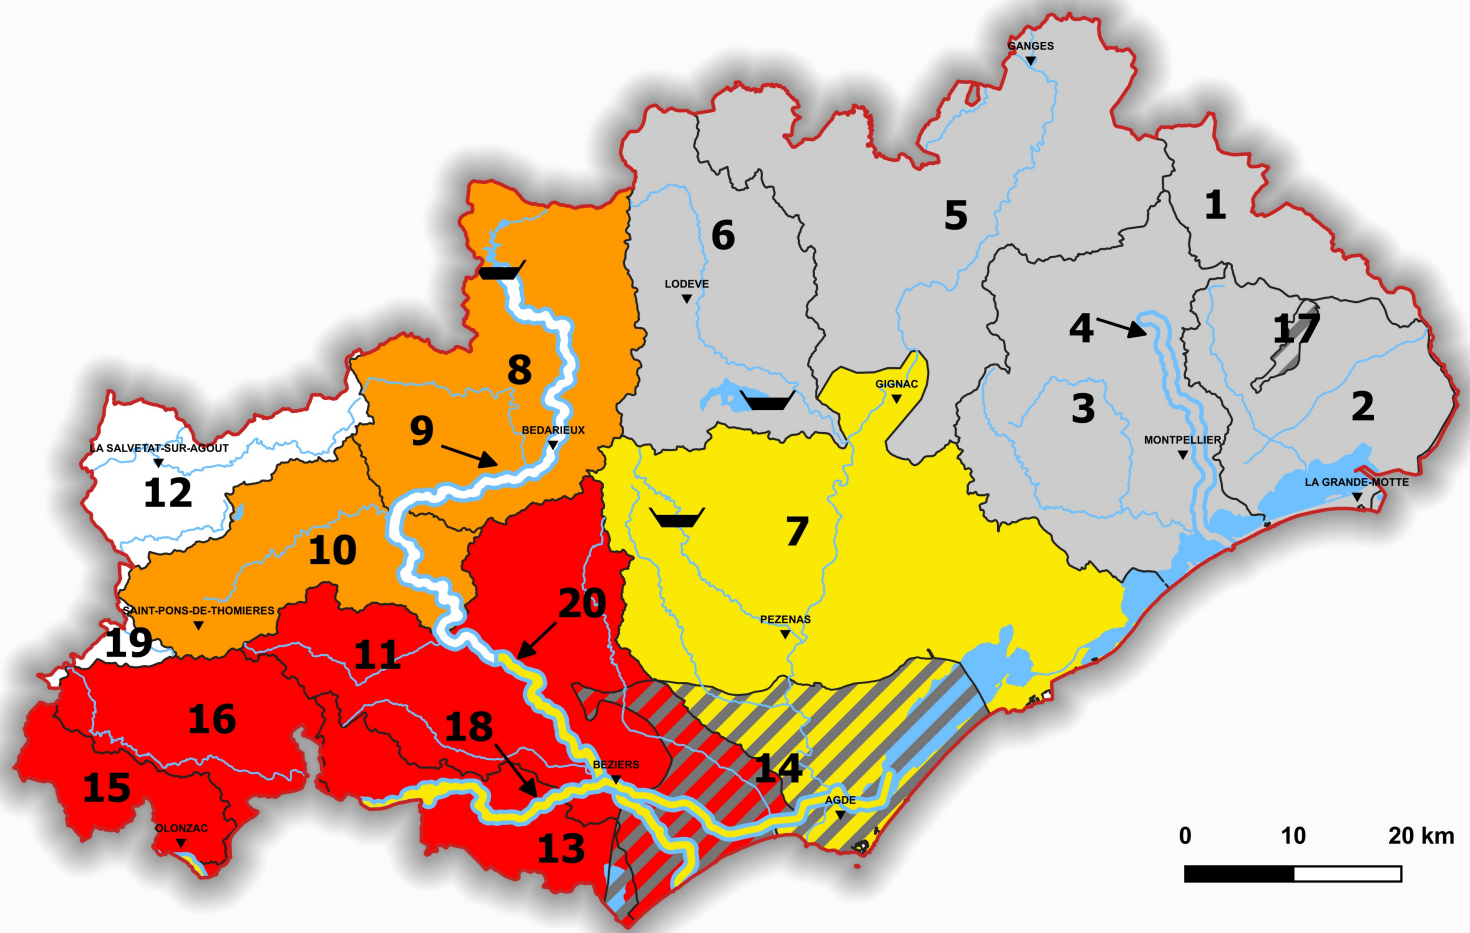 GANGES
1
5
6
LODEVE
17
4
8
GIGNAC
2
3
9
BEDARIEUX
MONTPELLIER
LA SALVETAT-SUR-AGOUT
LA GRANDE-MOTTE
12
7
10
20
SAINT-PONS-DE-THOMIERES
PEZENAS
19
11
16
18
BEZIERS
14
15
AGDE
OLONZAC
13
0 10 20 km